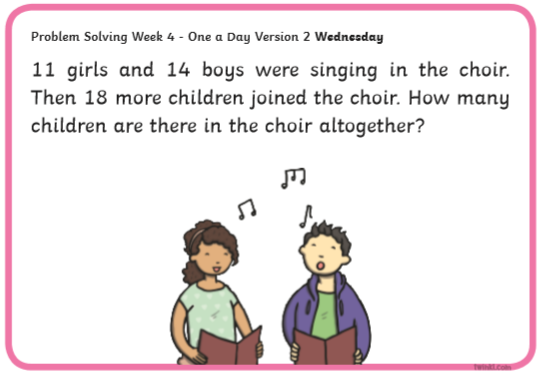 Problem Solving Week 4 - One a Day Version 2 Wednesday
11 girls and 14 boys were singing in the choir.
Then 18 more children joined the choir. How many
children are there in the choir altogether?
twinkl.com